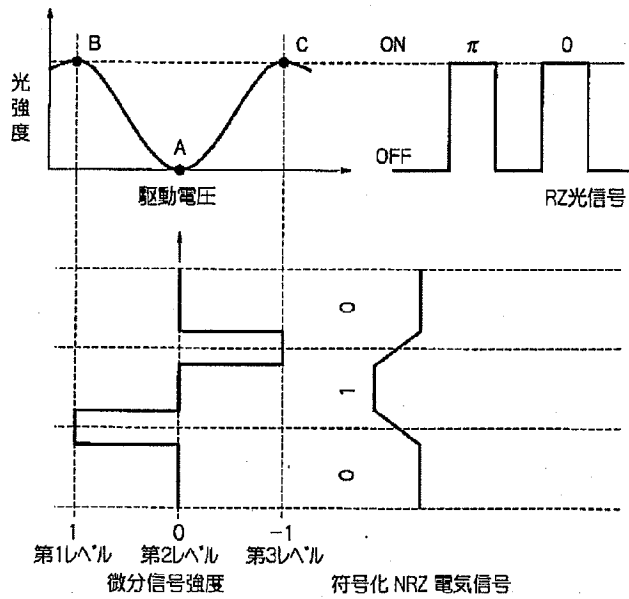 B
C
ON
π
0
光強度
A
OFF
駆動電圧
RZ光信号
0
1
0
1
0
-1
第1レベル
第2レベル
第3レベル
微分信号強度
符号化 NRZ 電気信号